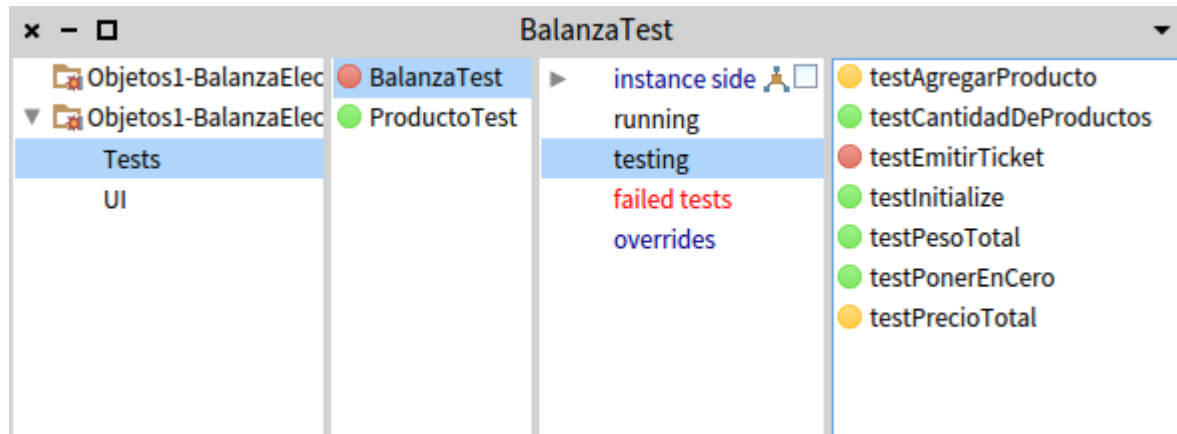 BalanzaTest
Objetos1-BalanzaElec
Objetos1-BalanzaElec
Tests
UI
BalanzaTest
ProductoTest
instance side
running
testing
failed tests
overrides
testAgregarProducto
testCantidadDeProductos
testEmitirTicket
testInitialize
testPesoTotal
testPonerEnCero
testPrecioTotal